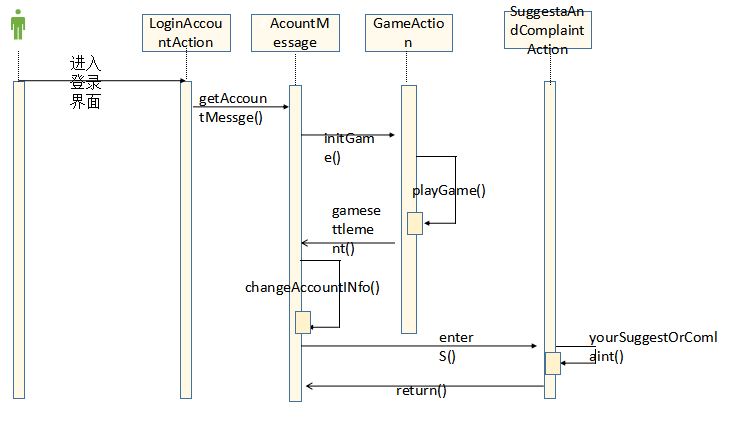 LoginAccou
ntAction
AcountM
essage
GameActio
n
SuggestaAn
dComplaint
Action
进入
登录
界面
getAccoun
tMessge()
initGam
e()
playGame()
gamese
ttleme
nt()
changeAccountINfo()
enter
S()
yourSuggestOrComl
aint()
return()